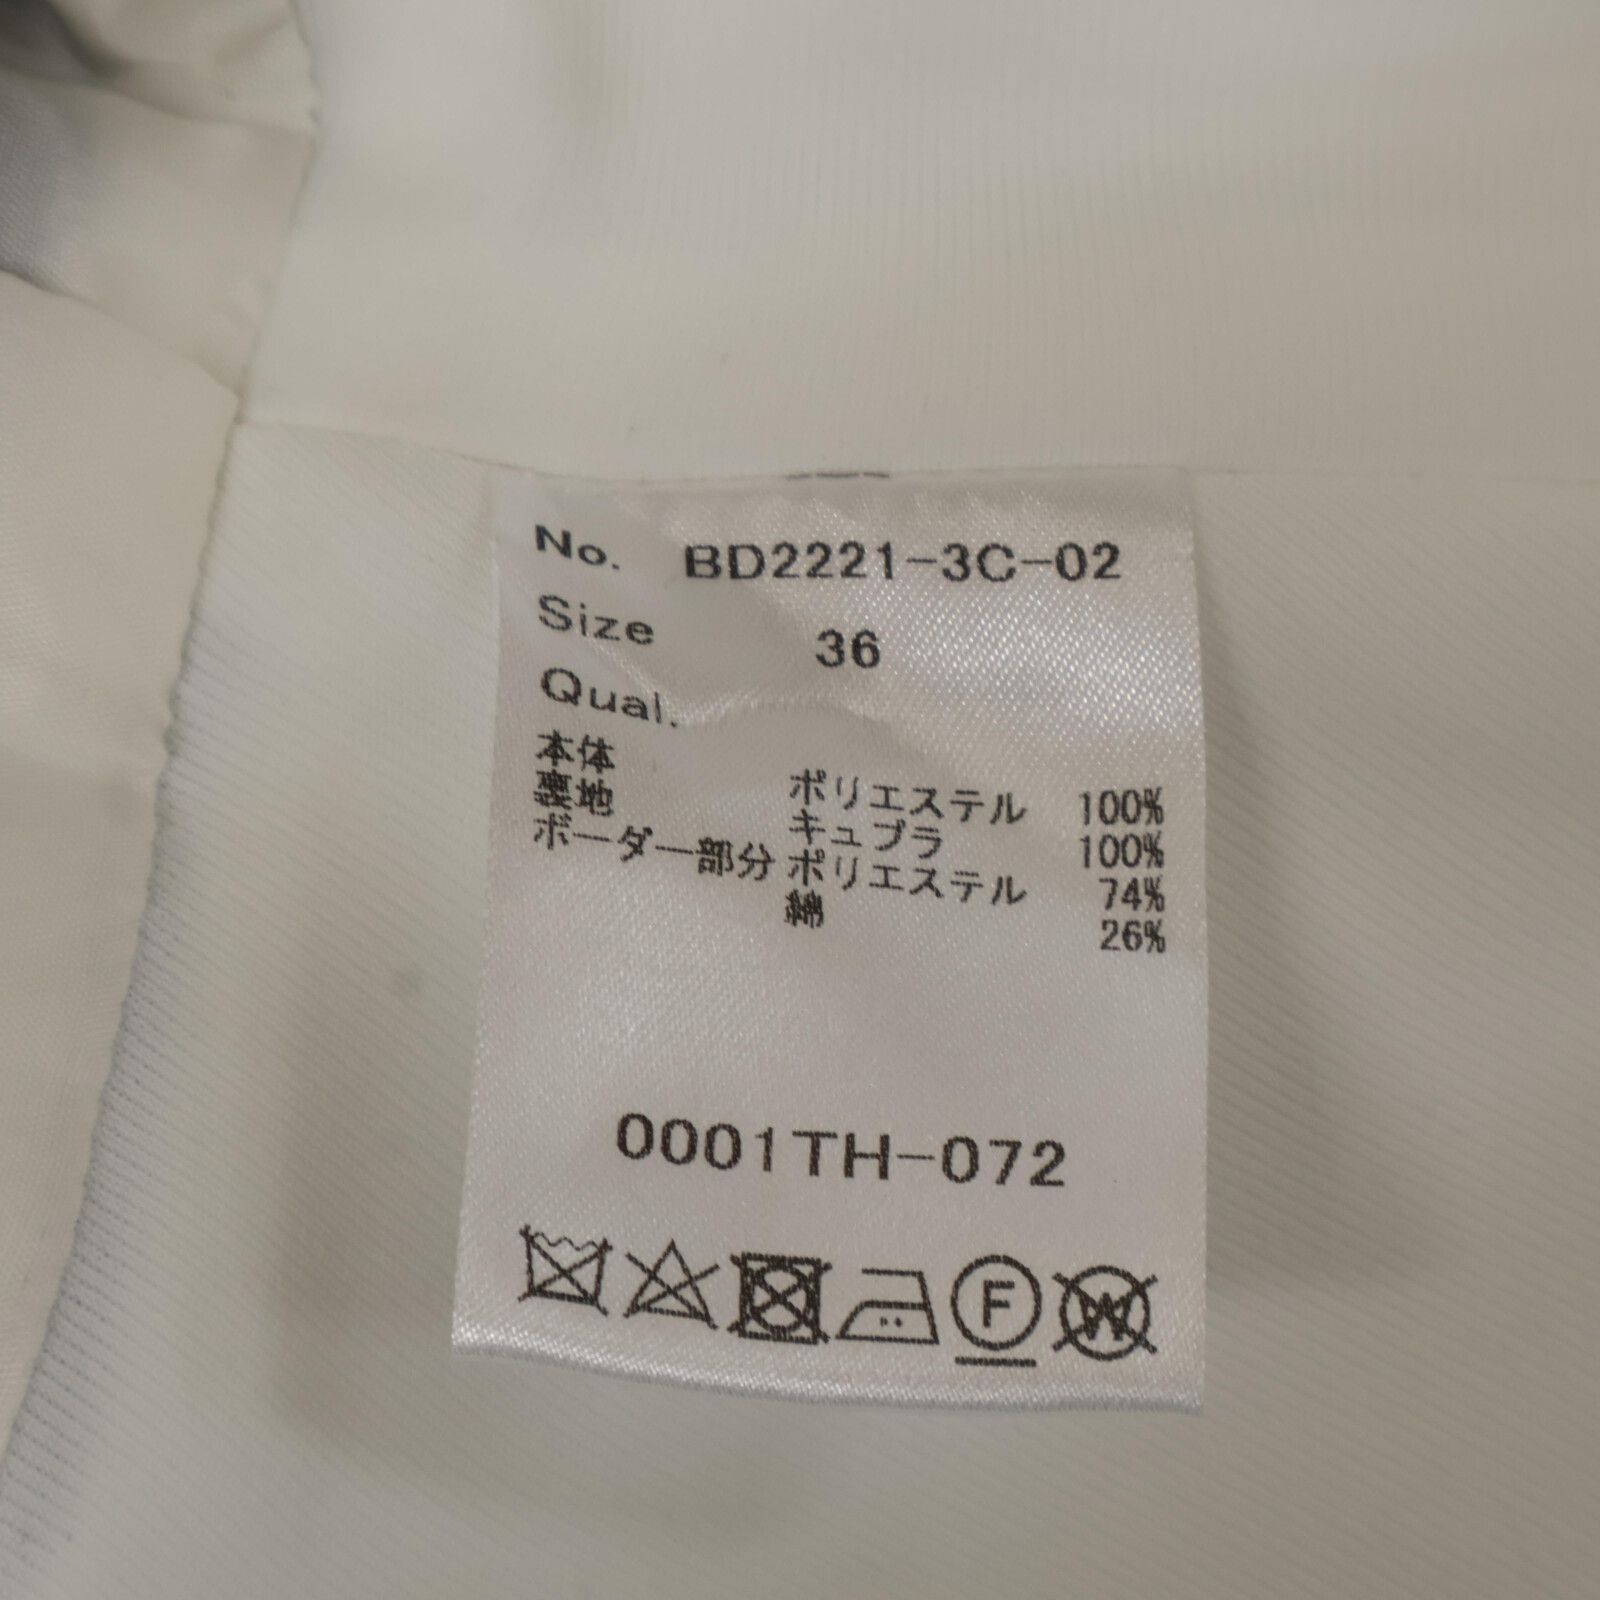 No. BD2221-3C-02
Size 36
Qual.
本体 ポリエステル 100%
裏地 キュプラ 100%
ボーダー部分 ポリエステル 74%
綿 26%
0001TH-072
F
W